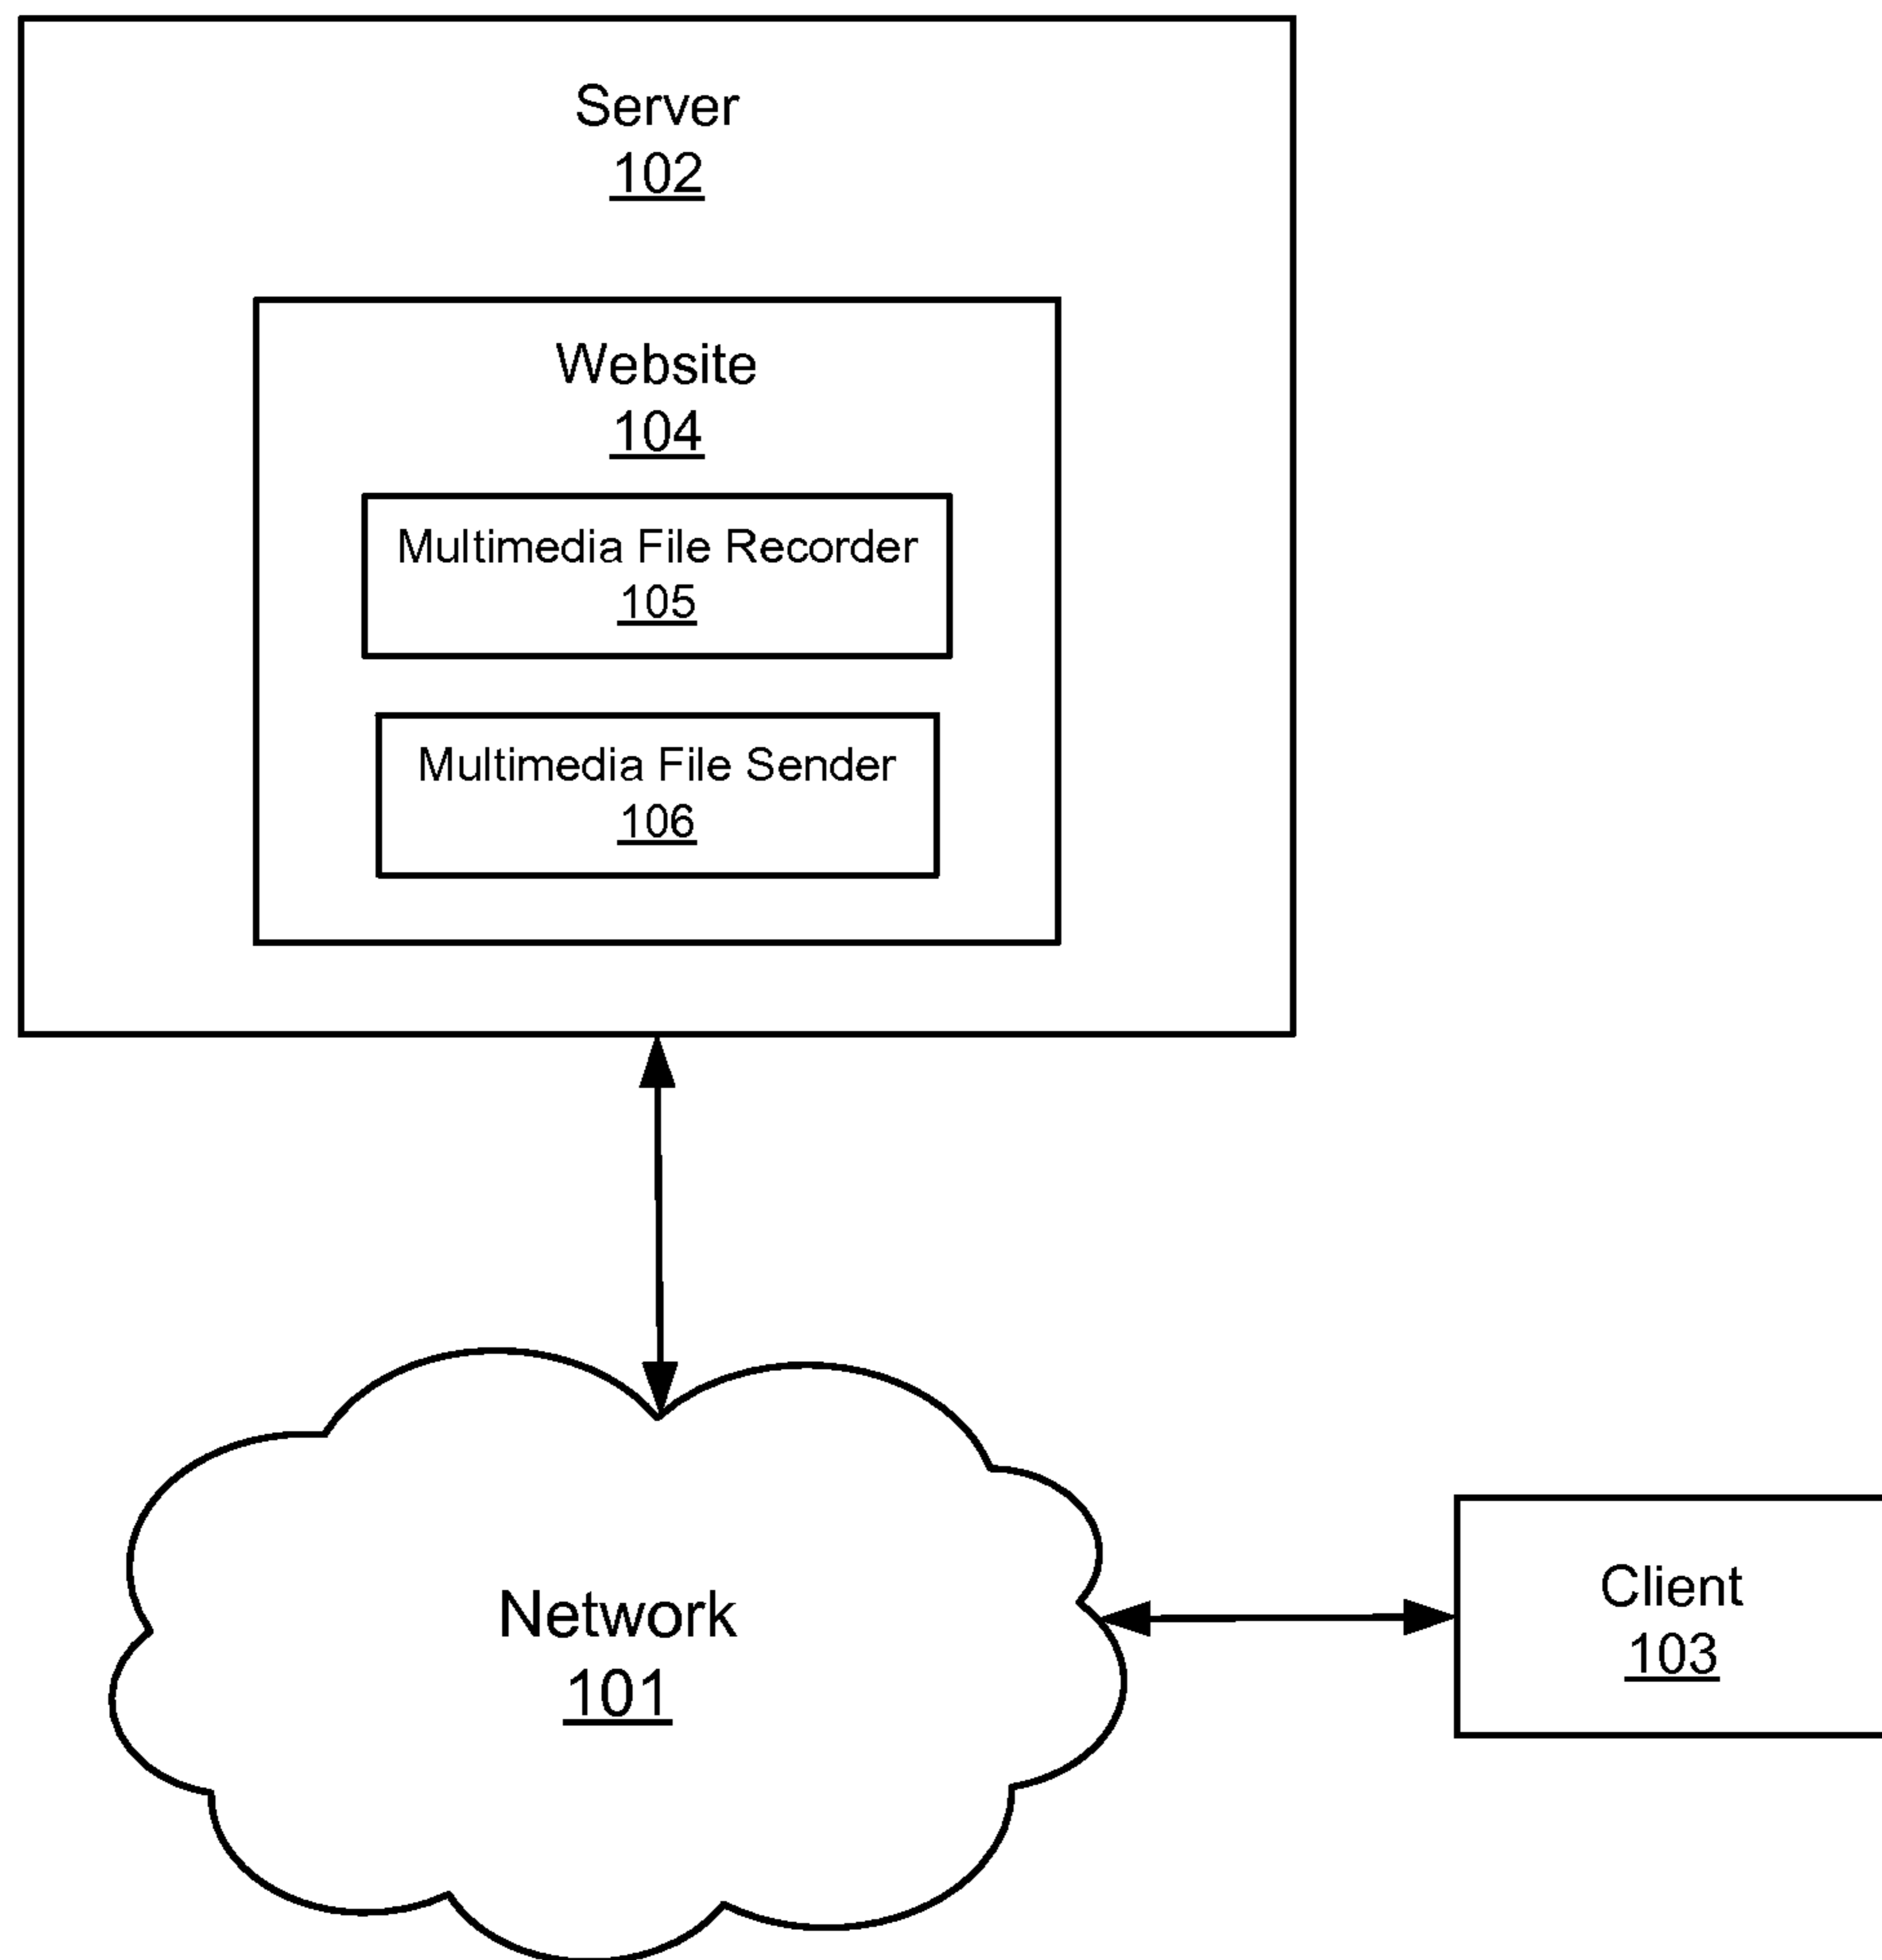 Server
102
Website
104
Multimedia File Recorder
105
Multimedia File Sender
106
Network
101
Client
103